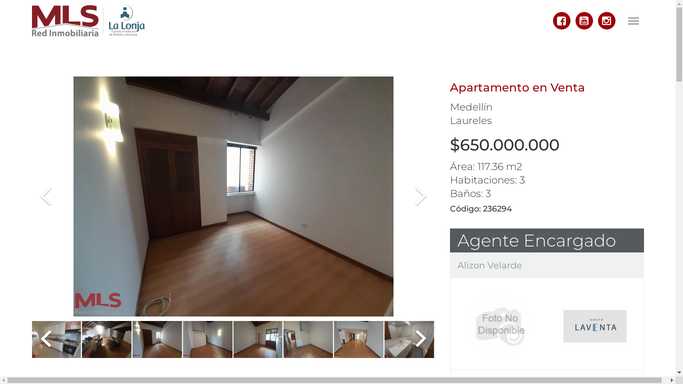 MLS
Red Inmobiliaria
La Lonja
Apartamento en Venta
Medellín
Laureles
$650.000.000
Área: 117.36 m2
Habitaciones: 3
Baños: 3
Código: 236294
Agente Encargado
Alizon Velarde
MLS
Foto No
Disponible
LAVENTA